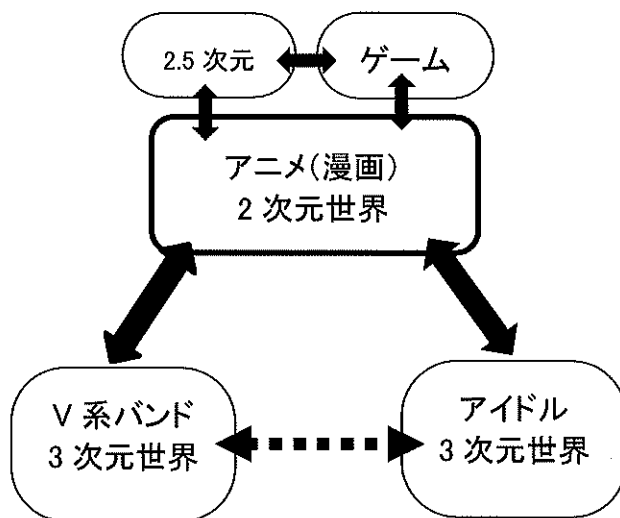 2.5 次元
ゲーム
アニメ(漫画)
2 次元世界
V 系バンド
3 次元世界
アイドル
3 次元世界